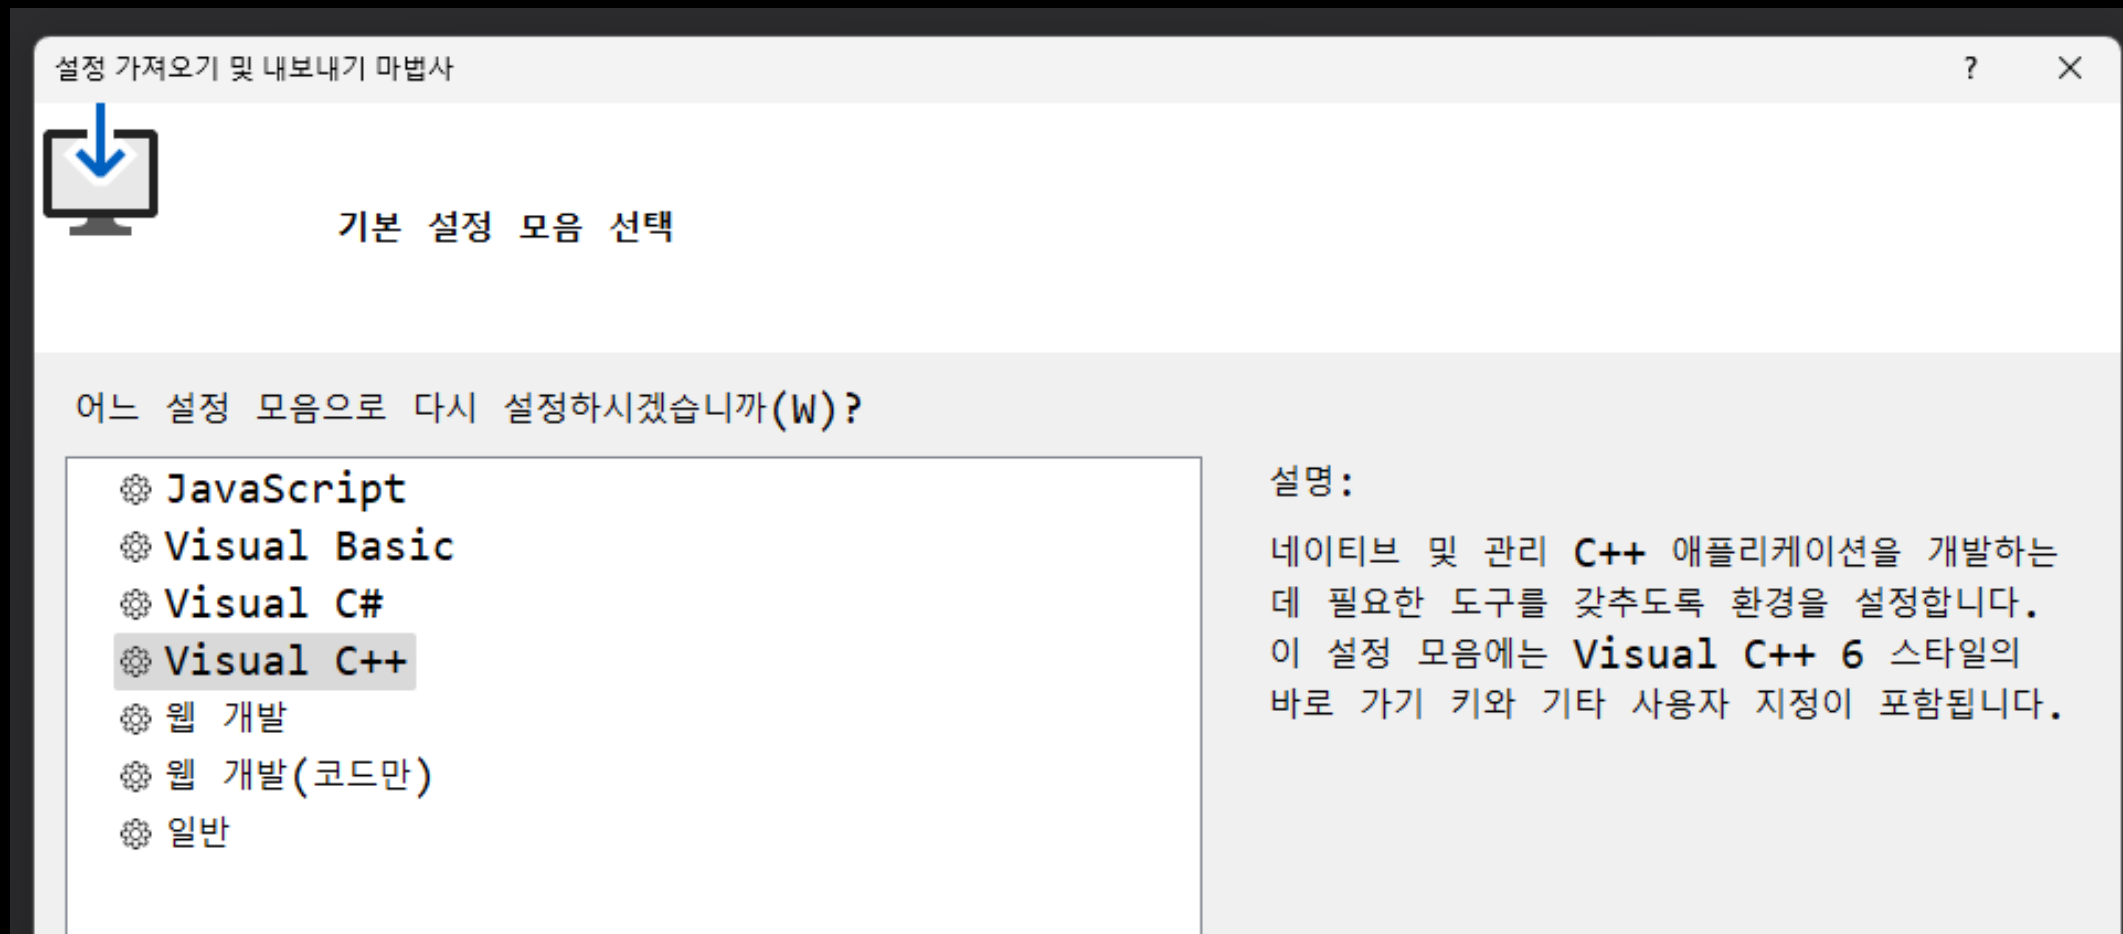 설정 가져오기 및 내보내기 마법사
?
기본 설정 모음 선택
어느 설정 모음으로 다시 설정하시겠습니까(W)?
JavaScript
Visual Basic
Visual C#
Visual C++
웹 개발
웹 개발(코드만)
일반
설명:
네이티브 및 관리 C++ 애플리케이션을 개발하는
데 필요한 도구를 갖추도록 환경을 설정합니다.
이 설정 모음에는 Visual C++ 6 스타일의
바로 가기 키와 기타 사용자 지정이 포함됩니다.